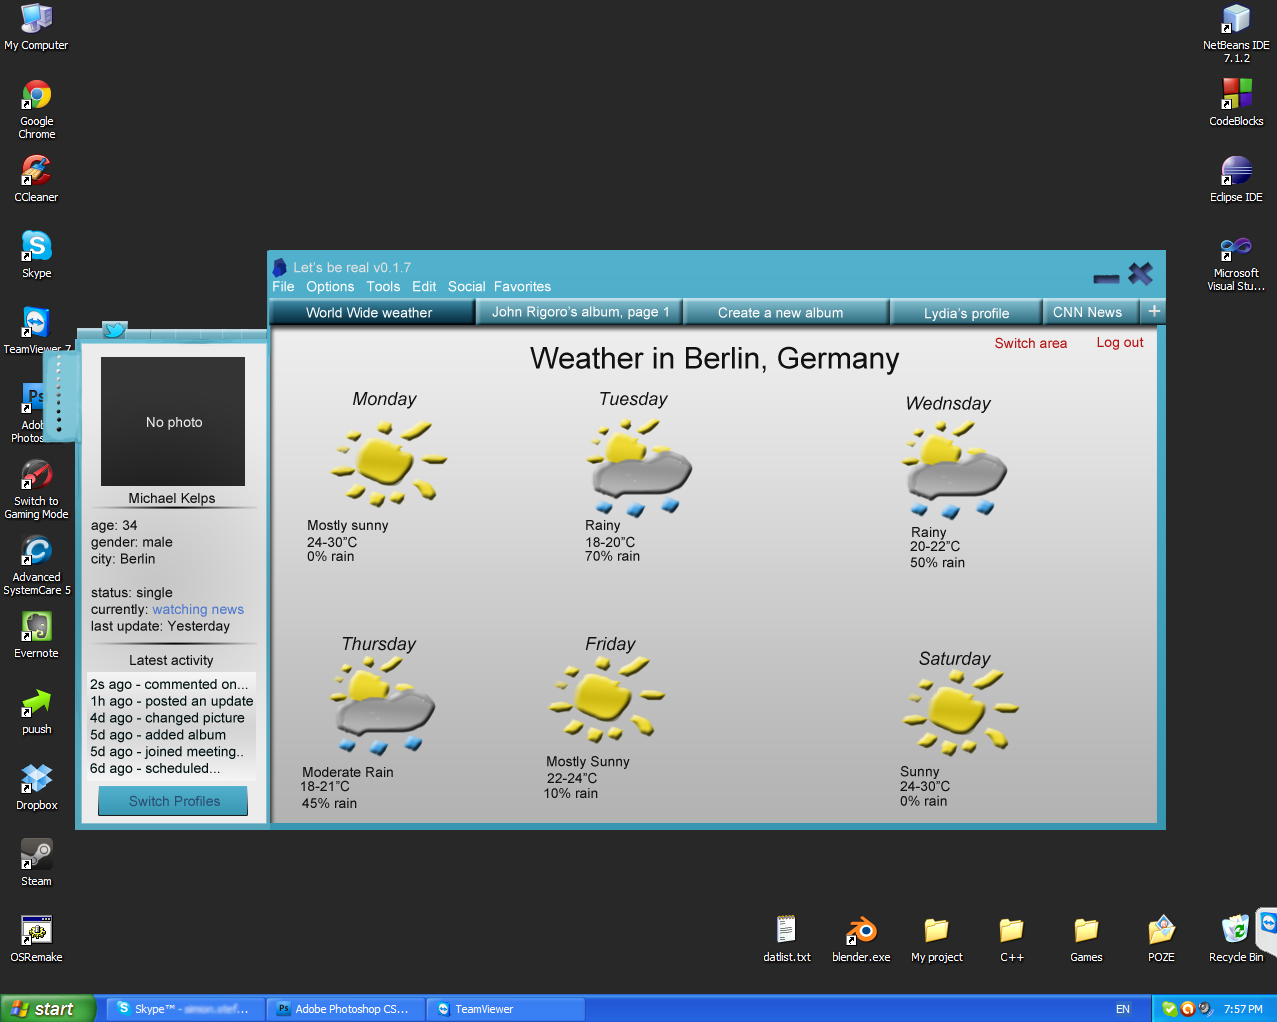 My Computer
Google
Chrome
CCleaner
Skype
TeamViewer 7
Ps
Switch to
Gaming Mode
Advanced
SystemCare 5
Evernote
puush
Dropbox
Steam
OSRemake
NetBeans IDE
7.1.2
CodeBlocks
Eclipse IDE
Microsoft
Visual Stu...
Let's be real v0.1.7
File Options Tools Edit Social Favorites
World Wide weather
John Rigoro's album, page 1
Create a new album
Lydia's profile
CNN News
+
No photo
Michael Kelps
age: 34
gender: male
city: Berlin
status: single
currently: watching news
last update: Yesterday
Latest activity
2s ago - commented on...
1h ago - posted an update
4d ago - changed picture
5d ago - added album
5d ago - joined meeting..
6d ago - scheduled...
Switch Profiles
Switch area
Log out
Weather in Berlin, Germany
Monday
Mostly sunny
24-30”C
0% rain
Tuesday
Rainy
18-20”C
70% rain
Wednsday
Rainy
20-22”C
50% rain
Thursday
Moderate Rain
18-21”C
45% rain
Friday
Mostly Sunny
22-24”C
10% rain
Saturday
Sunny
24-30”C
0% rain
datlist.txt
blender.exe
My project
C++
Games
POZE
Recycle Bin
start
Skype™ -
Ps Adobe Photoshop CS...
TeamViewer
EN
7:57 PM